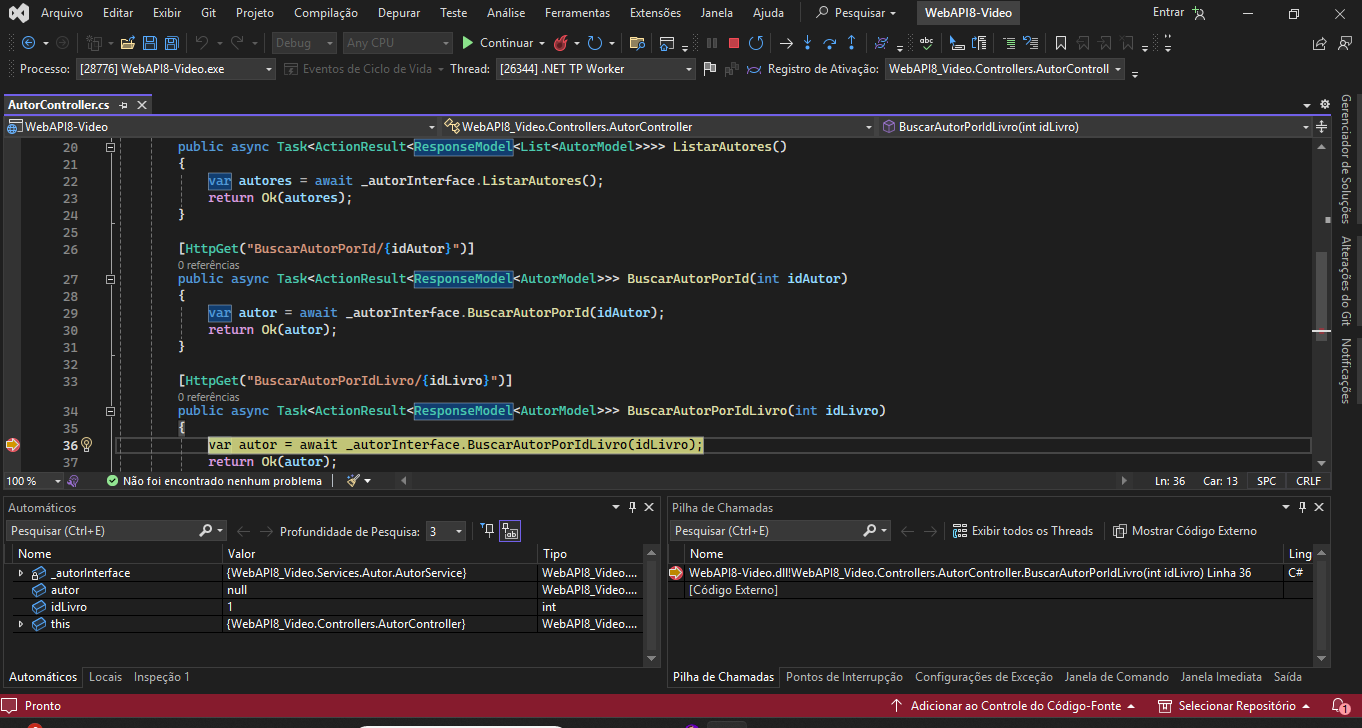 Arquivo Editar Exibir Git Projeto Compilação Depurar Teste Análise Ferramentas Extensões Janela Ajuda Pesquisar WebAPI8-Video Entrar
Debug Any CPU Continuar
Processo: [28776] WebAPI8-Video.exe Eventos de Ciclo de Vida Thread: [26344] .NET TP Worker Registro de Ativação: WebAPI8_Video.Controllers.AutorControll
AutorController.cs
WebAPI8-Video WebAPI8_Video.Controllers.AutorController BuscarAutorPorIdLivro(int idLivro)
20 public async Task<ActionResult<ResponseModel<List<AutorModel>>>> ListarAutores()
21 {
22 var autores = await _autorInterface.ListarAutores();
23 return Ok(autores);
24 }
25
26 [HttpGet("BuscarAutorPorId/{idAutor}")]
0 referências
27 public async Task<ActionResult<ResponseModel<AutorModel>>> BuscarAutorPorId(int idAutor)
28 {
29 var autor = await _autorInterface.BuscarAutorPorId(idAutor);
30 return Ok(autor);
31 }
32
33 [HttpGet("BuscarAutorPorIdLivro/{idLivro}")]
0 referências
34 public async Task<ActionResult<ResponseModel<AutorModel>>> BuscarAutorPorIdLivro(int idLivro)
35 {
36 var autor = await _autorInterface.BuscarAutorPorIdLivro(idLivro);
37 return Ok(autor);
100 % Não foi encontrado nenhum problema Ln: 36 Car: 13 SPC CRLF
Gerenciador de Soluções
Alterações do Git
Notificações
Automáticos
Pesquisar (Ctrl+E) Profundidade de Pesquisa: 3
Nome Valor Tipo
_autorInterface {WebAPI8_Video.Services.Autor.AutorService} WebAPI8_Video....
autor null WebAPI8_Video....
idLivro 1 int
this {WebAPI8_Video.Controllers.AutorController} WebAPI8_Video....
Automáticos Locais Inspeção 1
Pilha de Chamadas
Pesquisar (Ctrl+E) Exibir todos os Threads Mostrar Código Externo
Nome Ling
WebAPI8-Video.dll!WebAPI8_Video.Controllers.AutorController.BuscarAutorPorIdLivro(int idLivro) Linha 36 C#
[Código Externo]
Pilha de Chamadas Pontos de Interrupção Configurações de Exceção Janela de Comando Janela Imediata Saída
Pronto Adicionar ao Controle do Código-Fonte Selecionar Repositório 1